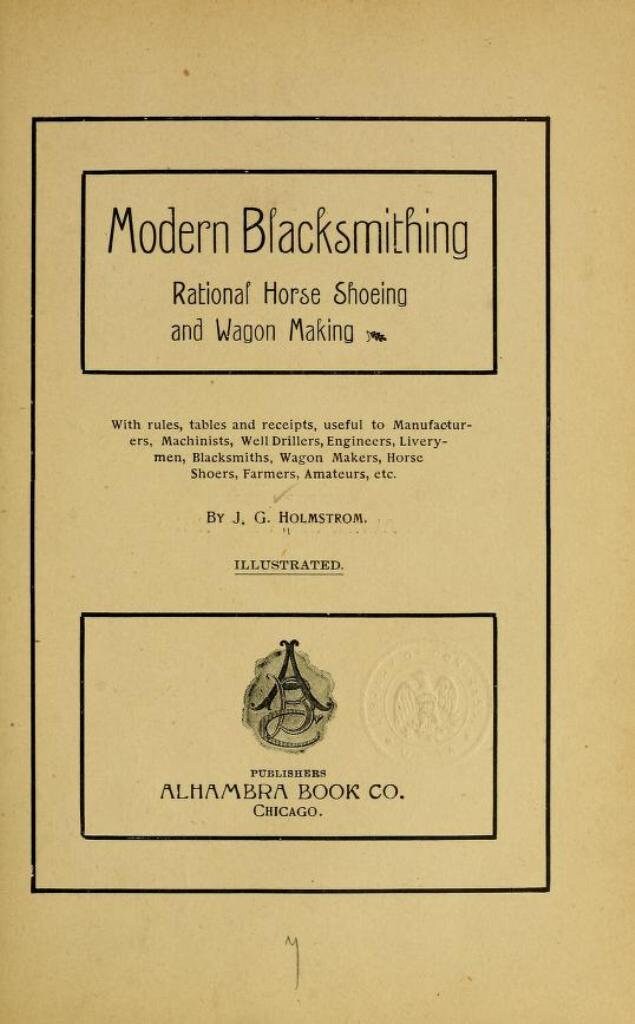 Modern Blacksmithing
Rational Horse Shoeing
and Wagon Making
With rules, tables and receipts, useful to Manufactur-
ers, Machinists, Well Drillers, Engineers, Livery-
men, Blacksmiths, Wagon Makers, Horse
Shoers, Farmers, Amateurs, etc.
BY J. G. HOLMSTROM.
ILLUSTRATED.
PUBLISHERS
ALHAMBRA BOOK CO.
CHICAGO.